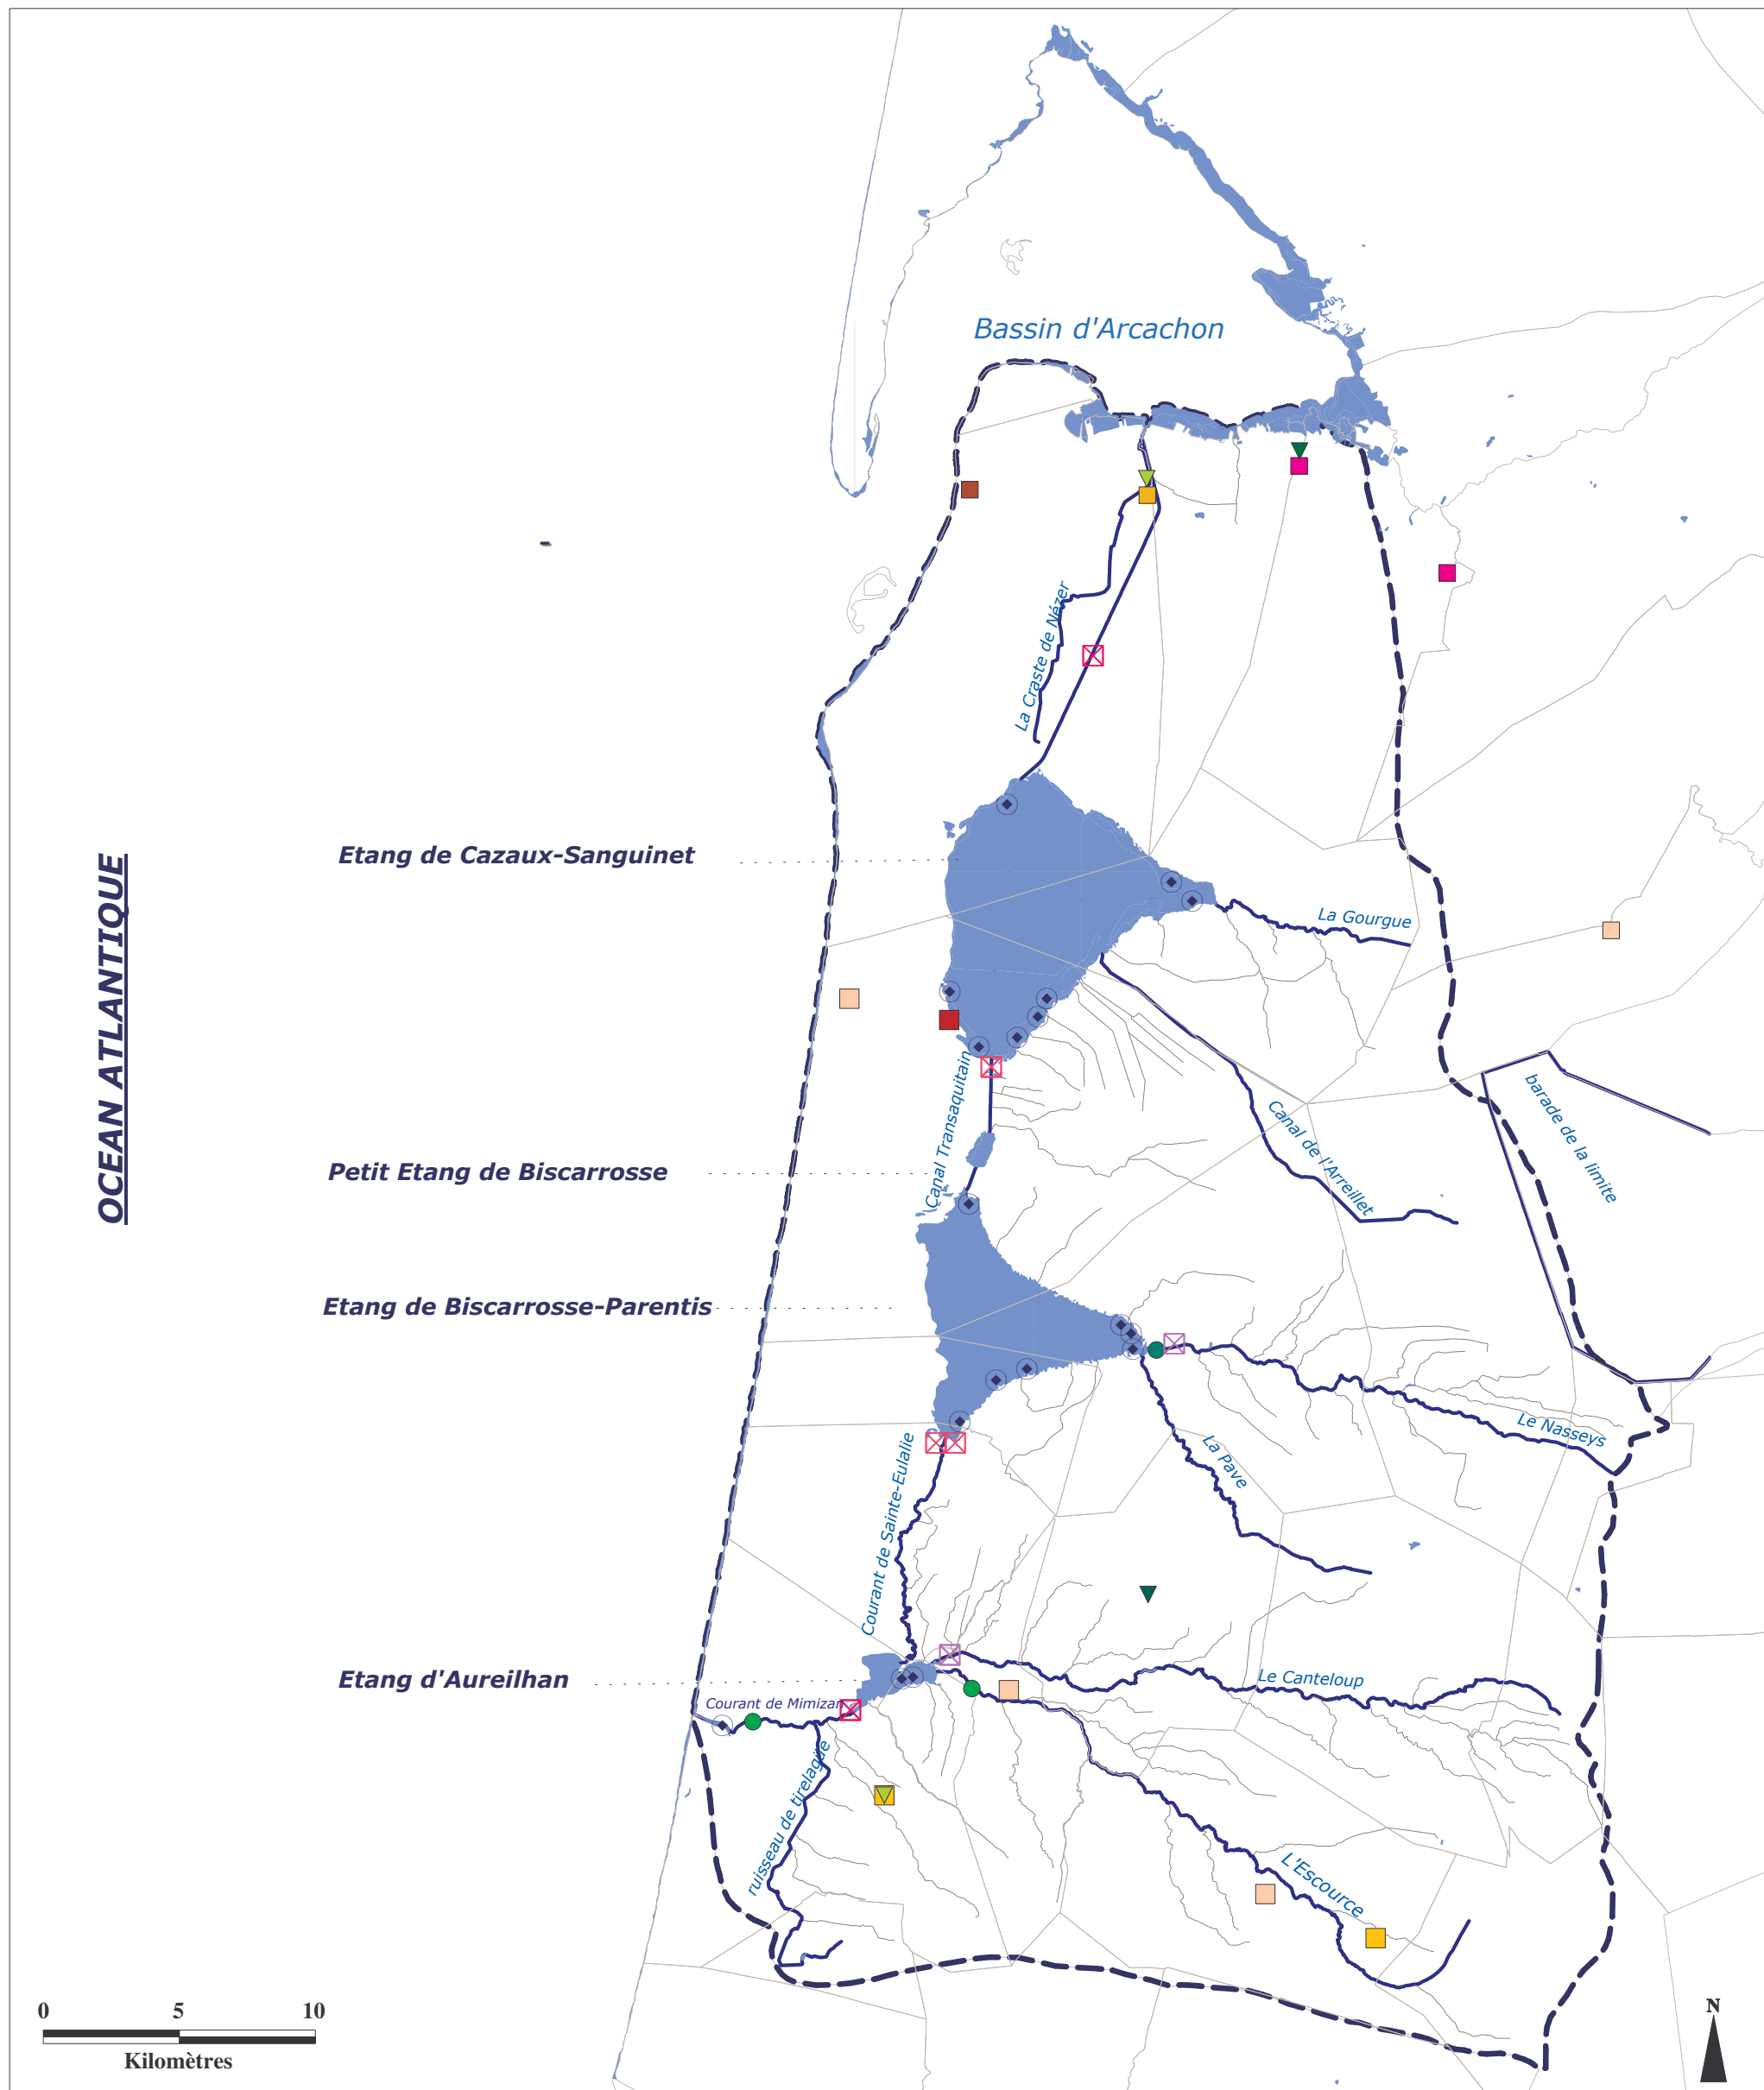 Bassin d'Arcachon
La Craste de Nézer
Etang de Cazaux-Sanguinet
OCEAN ATLANTIQUE
La Gourgue
Canal Transaquitain
barade de la limite
Canal de l'Arreillet
Petit Etang de Biscarrosse
Etang de Biscarrosse-Parentis
Le Nasseys
La Pave
Courant de Sainte-Eulalie
Etang d'Aureilhan
Le Canteloup
Courant de Mimizan
ruisseau de tirelague
L'Escource
0 5 10
Kilomètres
N